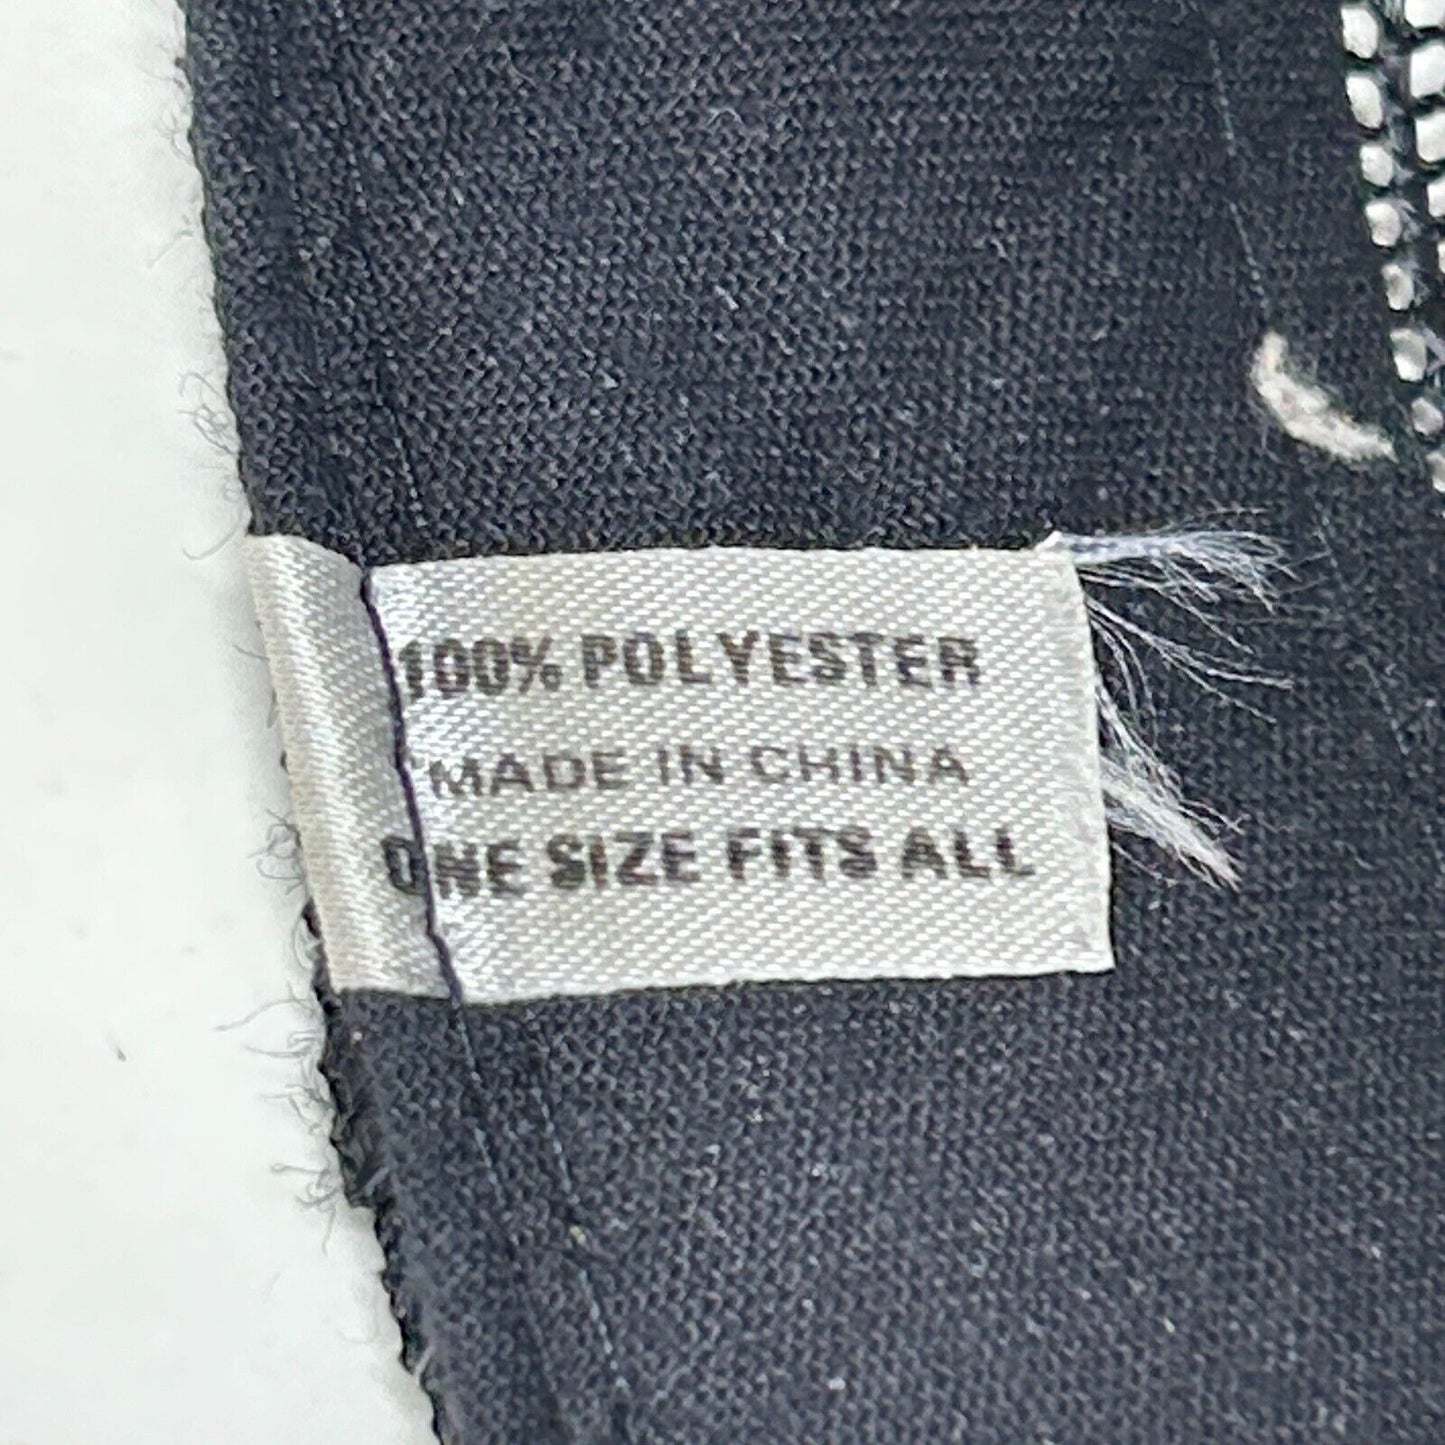 100% POLYESTER
MADE IN CHINA
ONE SIZE FITS ALL